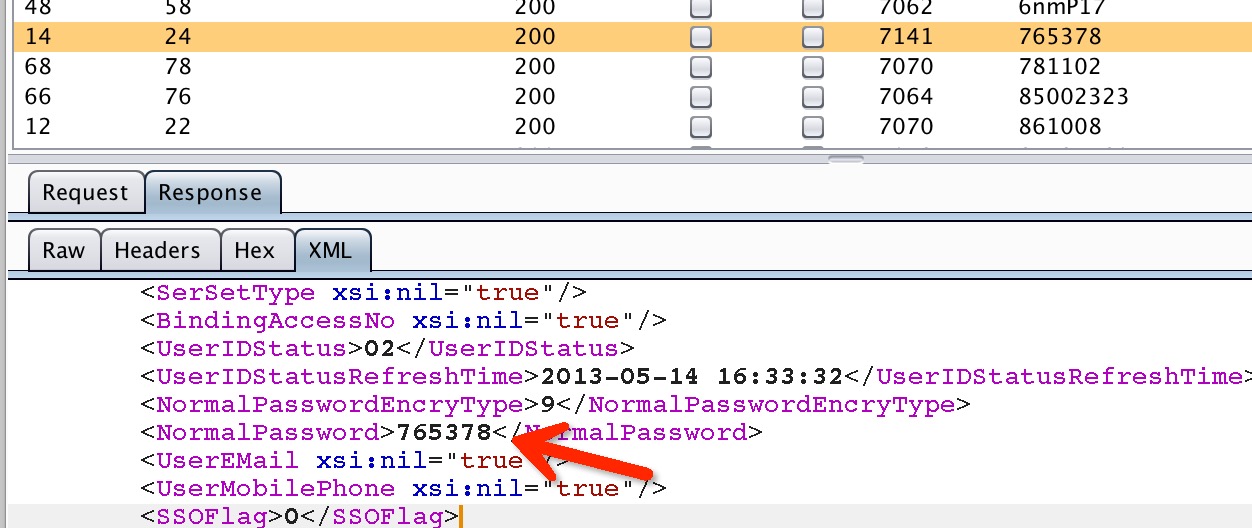 48 58 200 7062 6nmP17
14 24 200 7141 765378
68 78 200 7070 781102
66 76 200 7064 85002323
12 22 200 7070 861008
Request Response
Raw Headers Hex XML
<SerSetType xsi:nil="true"/>
<BindingAccessNo xsi:nil="true"/>
<UserIDStatus>02</UserIDStatus>
<UserIDStatusRefreshTime>2013-05-14 16:33:32</UserIDStatusRefreshTime>
<NormalPasswordEncryType>9</NormalPasswordEncryType>
<NormalPassword>765378</NormalPassword>
<UserEMail xsi:nil="true"/>
<UserMobilePhone xsi:nil="true"/>
<SSOFlag>0</SSOFlag>